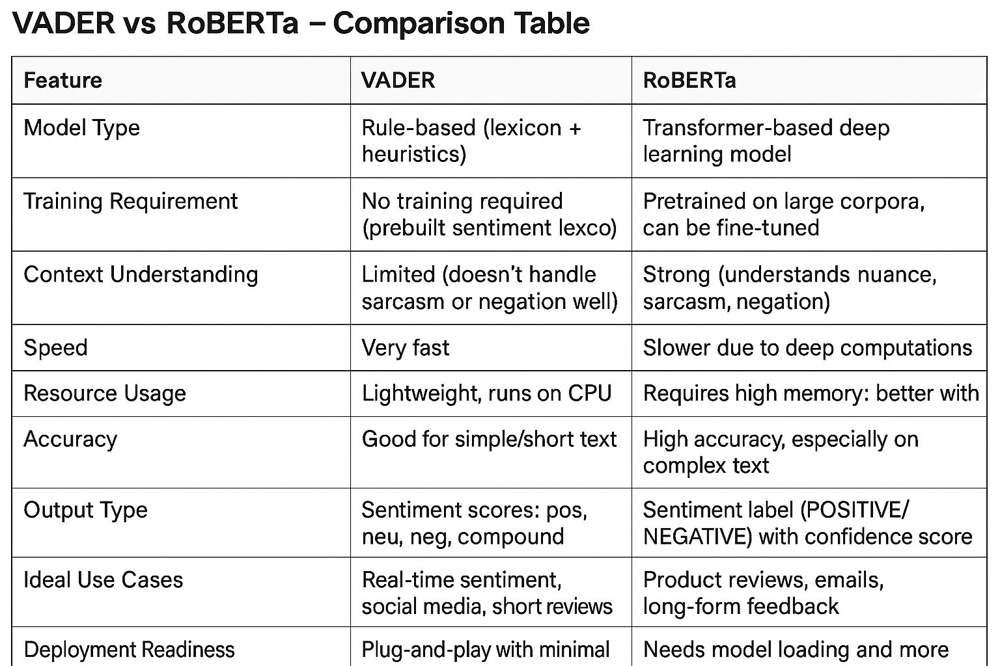 VADER vs RoBERTa – Comparison Table
Feature VADER RoBERTa
Model Type Rule-based (lexicon + Transformer-based deep
heuristics) learning model
Training Requirement No training required Pretrained on large corpora,
(prebuilt sentiment lexco) can be fine-tuned
Context Understanding Limited (doesn't handle Strong (understands nuance,
sarcasm or negation well) sarcasm, negation)
Speed Very fast Slower due to deep computations
Resource Usage Lightweight, runs on CPU Requires high memory: better with
Accuracy Good for simple/short text High accuracy, especially on
complex text
Output Type Sentiment scores: pos, Sentiment label (POSITIVE/
neu, neg, compound NEGATIVE) with confidence score
Ideal Use Cases Real-time sentiment, Product reviews, emails,
social media, short reviews long-form feedback
Deployment Readiness Plug-and-play with minimal Needs model loading and more